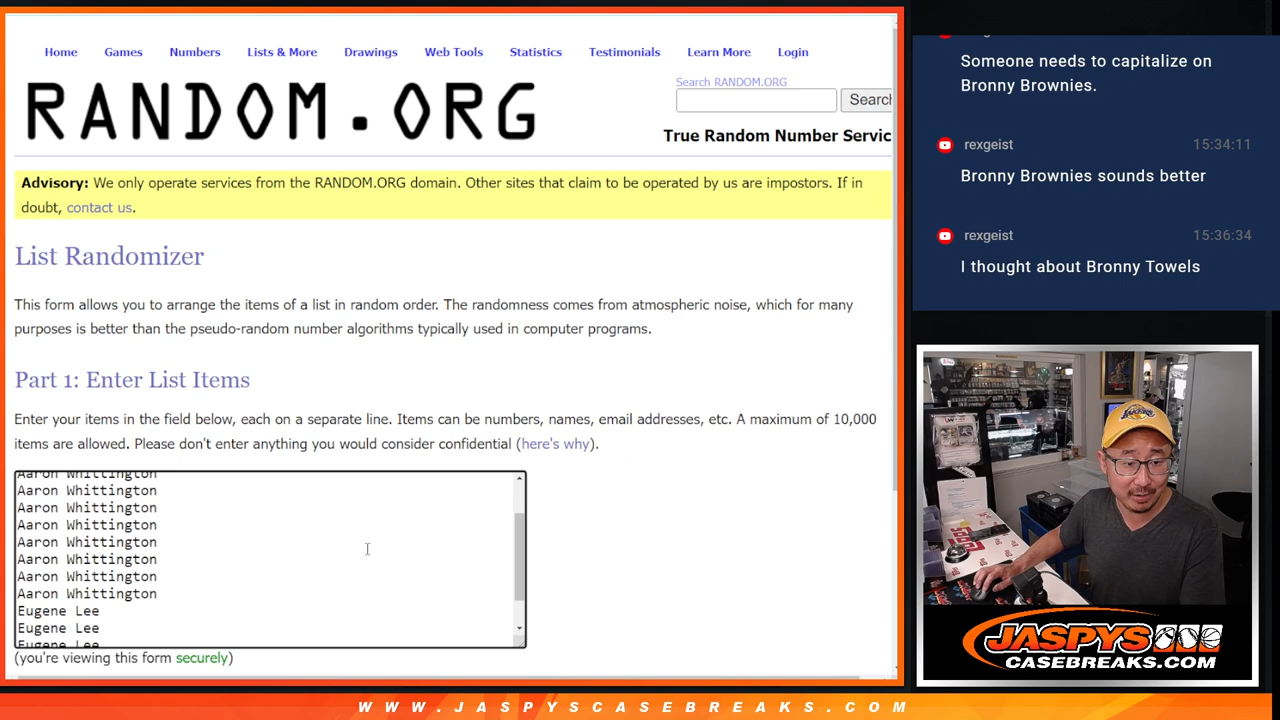 Home Games Numbers Lists & More Drawings Web Tools Statistics Testimonials Learn More Login
RANDOM.ORG
Search RANDOM.ORG
Search
True Random Number Servic
Advisory: We only operate services from the RANDOM.ORG domain. Other sites that claim to be operated by us are impostors. If in
doubt, contact us.
List Randomizer
This form allows you to arrange the items of a list in random order. The randomness comes from atmospheric noise, which for many
purposes is better than the pseudo-random number algorithms typically used in computer programs.
Part 1: Enter List Items
Enter your items in the field below, each on a separate line. Items can be numbers, names, email addresses, etc. A maximum of 10,000
items are allowed. Please don't enter anything you would consider confidential (here's why).
Aaron Whittington
Aaron Whittington
Aaron Whittington
Aaron Whittington
Aaron Whittington
Aaron Whittington
Aaron Whittington
Aaron Whittington
Eugene Lee
Eugene Lee
Eugene Lee
(you're viewing this form securely)
Someone needs to capitalize on
Bronny Brownies.
rexgeist 15:34:11
Bronny Brownies sounds better
rexgeist 15:36:34
I thought about Bronny Towels
JASPYS
CASEBREAKS.COM
WWW.JASPYSCASEBREAKS.COM